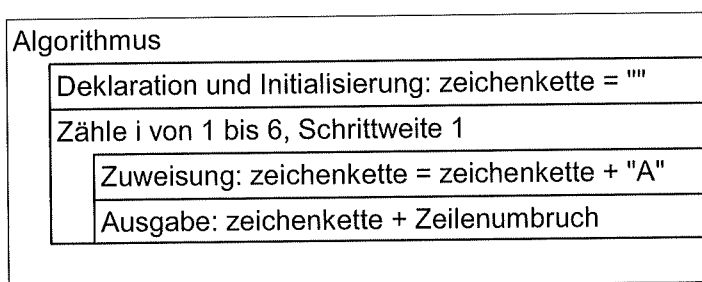 Algorithmus
Deklaration und Initialisierung: zeichenkette = ""
Zähle i von 1 bis 6, Schrittweite 1
Zuweisung: zeichenkette = zeichenkette + "A"
Ausgabe: zeichenkette + Zeilenumbruch